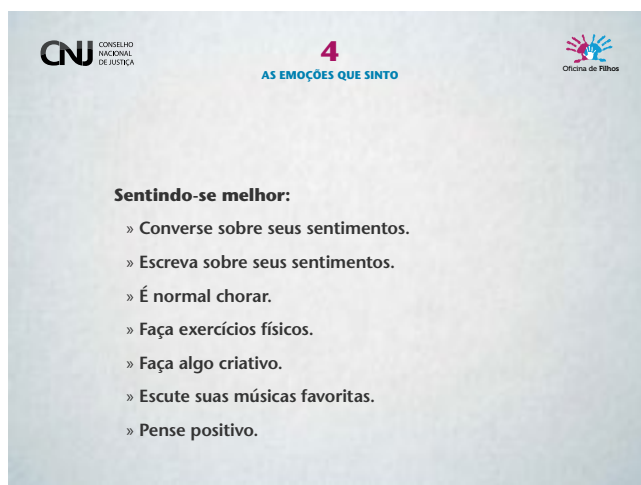 CNJ
CONSELHO
NACIONAL
DE JUSTIÇA
4
AS EMOÇÕES QUE SINTO
Oficina de Filhos
Sentindo-se melhor:
» Converse sobre seus sentimentos.
» Escreva sobre seus sentimentos.
» É normal chorar.
» Faça exercícios físicos.
» Faça algo criativo.
» Escute suas músicas favoritas.
» Pense positivo.